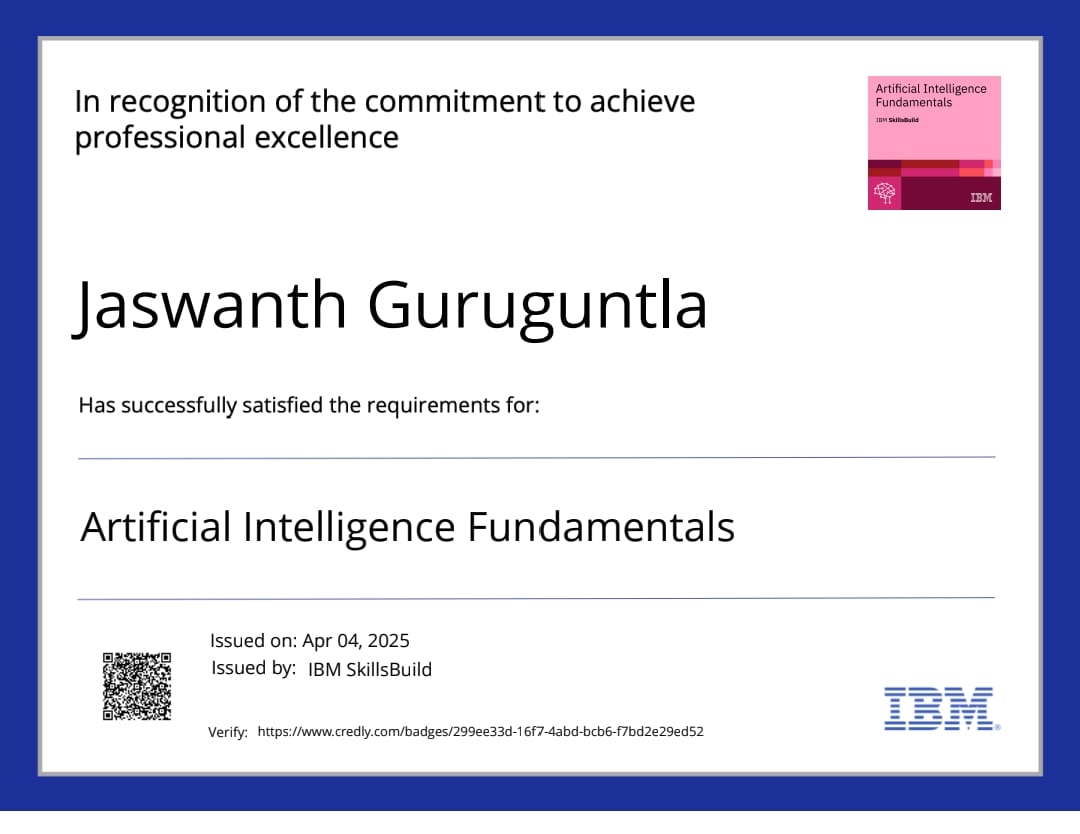 In recognition of the commitment to achieve
professional excellence
Artificial Intelligence
Fundamentals
IBM SkillsBuild
IBM
Jaswanth Guruguntla
Has successfully satisfied the requirements for:
Artificial Intelligence Fundamentals
Issued on: Apr 04, 2025
Issued by: IBM SkillsBuild
Verify: https://www.credly.com/badges/299ee33d-16f7-4abd-bcb6-f7bd2e29ed52
IBM®